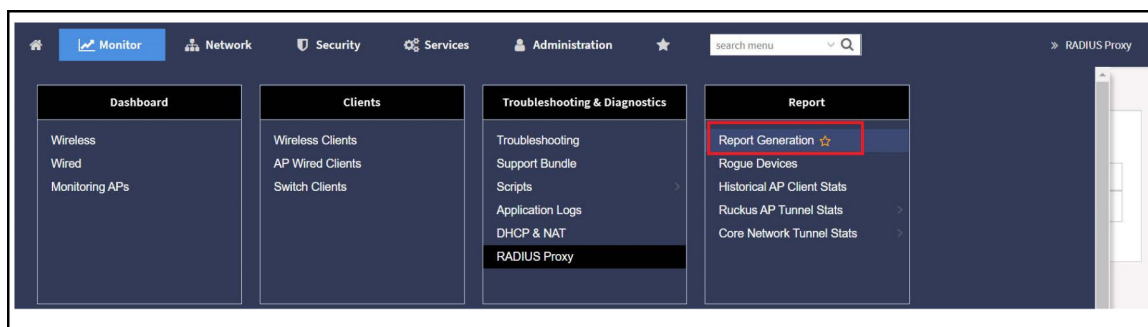 Monitor Network Security Services Administration search menu » RADIUS Proxy
Dashboard
Wireless
Wired
Monitoring APs
Clients
Wireless Clients
AP Wired Clients
Switch Clients
Troubleshooting & Diagnostics
Troubleshooting
Support Bundle
Scripts >
Application Logs
DHCP & NAT
RADIUS Proxy
Report
Report Generation
Rogue Devices
Historical AP Client Stats
Ruckus AP Tunnel Stats >
Core Network Tunnel Stats >